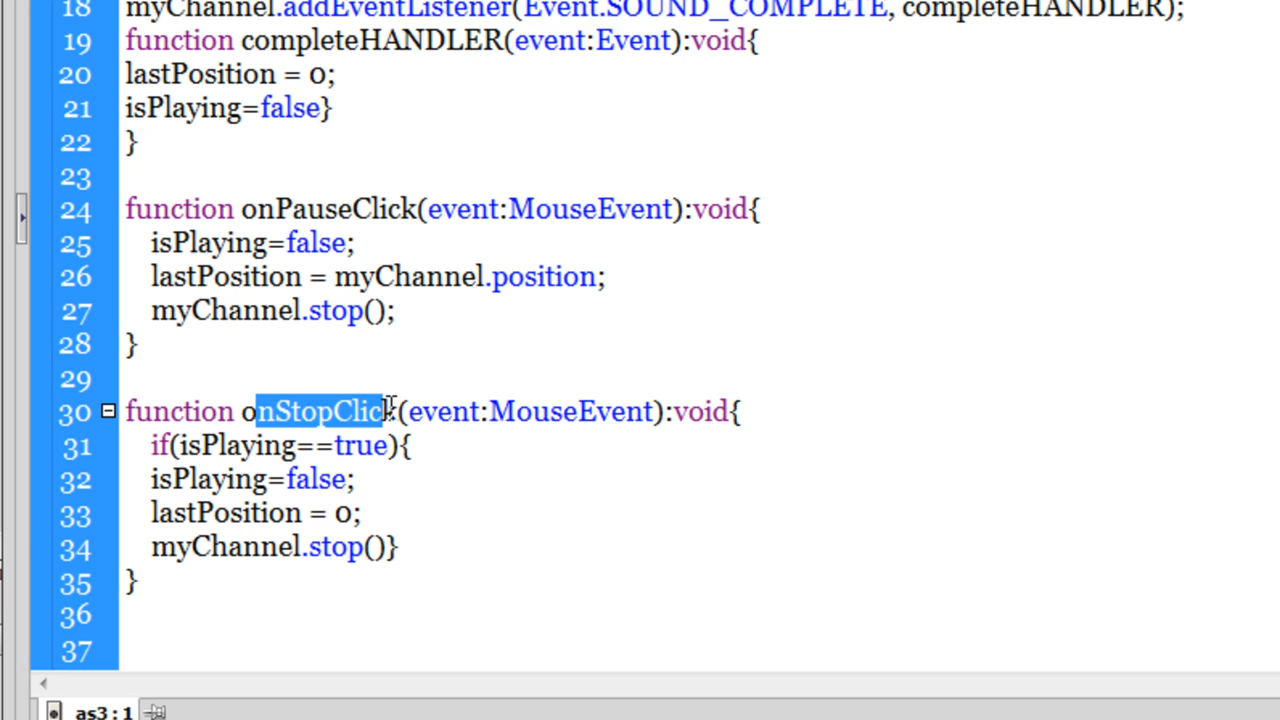 18 myChannel.addEventListener(Event.SOUND_COMPLETE, completeHANDLER);
19 function completeHANDLER(event:Event):void{
20 lastPosition = 0;
21 isPlaying=false}
22 }
23
24 function onPauseClick(event:MouseEvent):void{
25 isPlaying=false;
26 lastPosition = myChannel.position;
27 myChannel.stop();
28 }
29
30 function onStopClick(event:MouseEvent):void{
31 if(isPlaying==true){
32 isPlaying=false;
33 lastPosition = 0;
34 myChannel.stop()}
35 }
36
37
as3:1